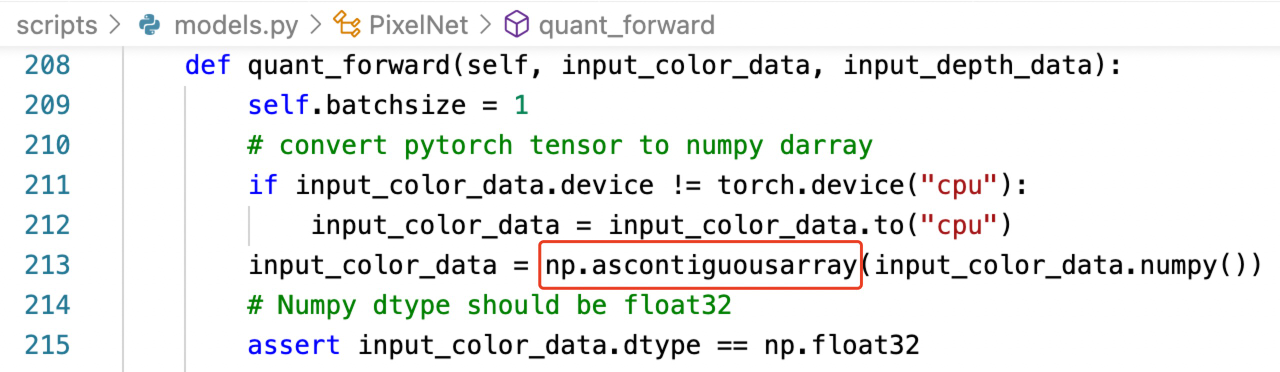 scripts > models.py > PixelNet > quant_forward
208 def quant_forward(self, input_color_data, input_depth_data):
209 self.batchsize = 1
210 # convert pytorch tensor to numpy darray
211 if input_color_data.device != torch.device("cpu"):
212 input_color_data = input_color_data.to("cpu")
213 input_color_data = np.ascontiguousarray(input_color_data.numpy())
214 # Numpy dtype should be float32
215 assert input_color_data.dtype == np.float32